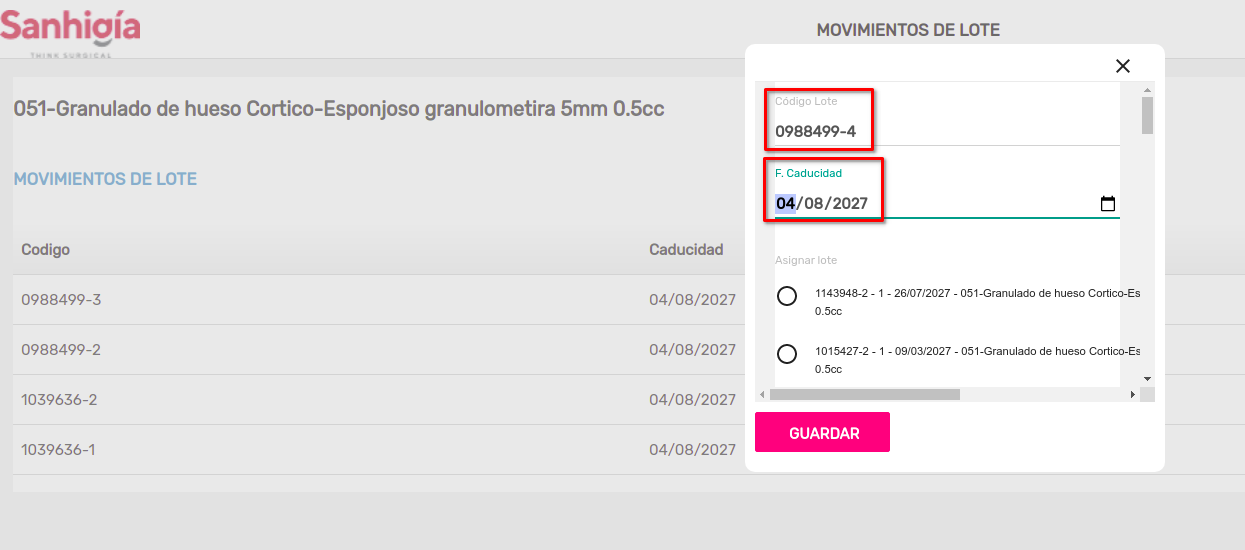 Sanhigía
THINK SURGICAL
MOVIMIENTOS DE LOTE
051-Granulado de hueso Cortico-Esponjoso granulometira 5mm 0.5cc
MOVIMIENTOS DE LOTE
Codigo Caducidad
0988499-3 04/08/2027
0988499-2 04/08/2027
1039636-2 04/08/2027
1039636-1 04/08/2027
Código Lote
0988499-4
F. Caducidad
04/08/2027
Asignar lote
1143948-2 - 1 - 26/07/2027 - 051-Granulado de hueso Cortico-Es
0.5cc
1015427-2 - 1 - 09/03/2027 - 051-Granulado de hueso Cortico-Es
0.5cc
GUARDAR